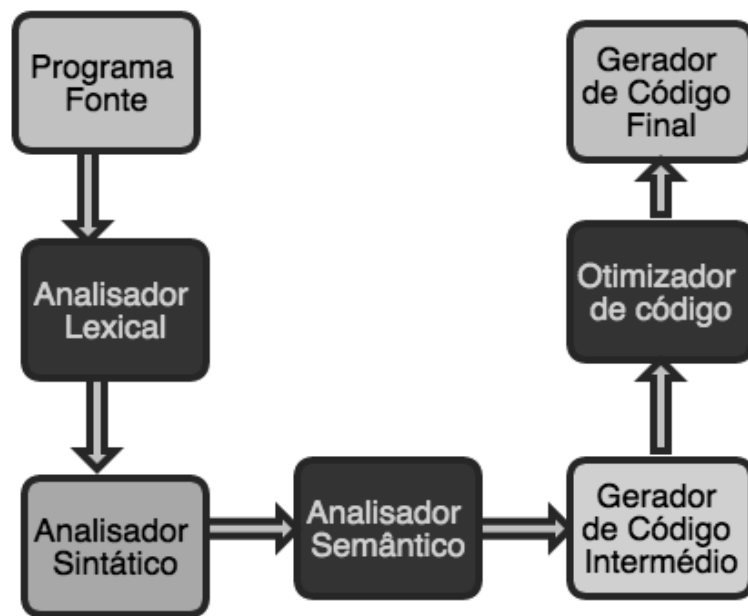 Programa
Fonte
Analisador
Lexical
Analisador
Sintático
Analisador
Semântico
Gerador
de Código
Intermédio
Otimizador
de código
Gerador
de Código
Final